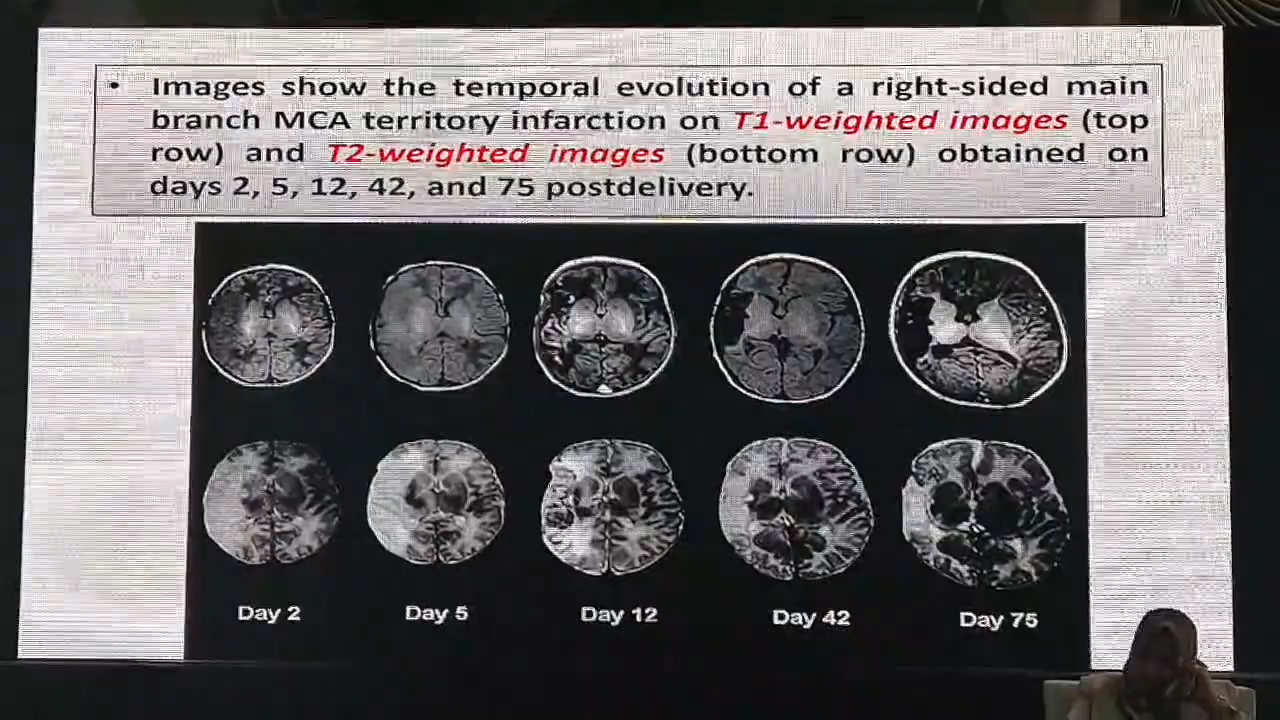 • Images show the temporal evolution of a right-sided main
branch MCA territory infarction on T1-weighted images (top
row) and T2-weighted images (bottom row) obtained on
days 2, 5, 12, 42, and 75 postdelivery.
Day 2 Day 5 Day 12 Day 42 Day 75